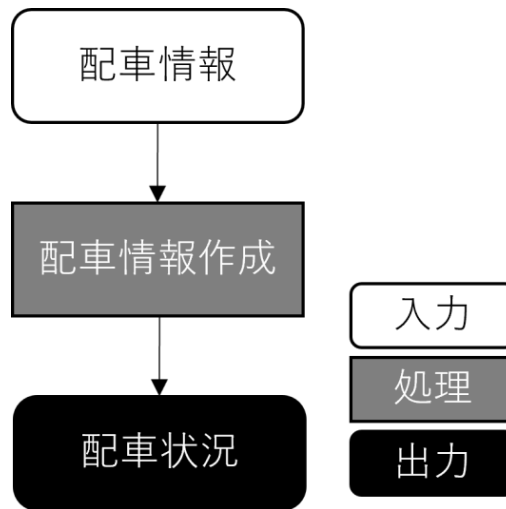 配車情報
配車情報作成
配車状況
入力
処理
出力